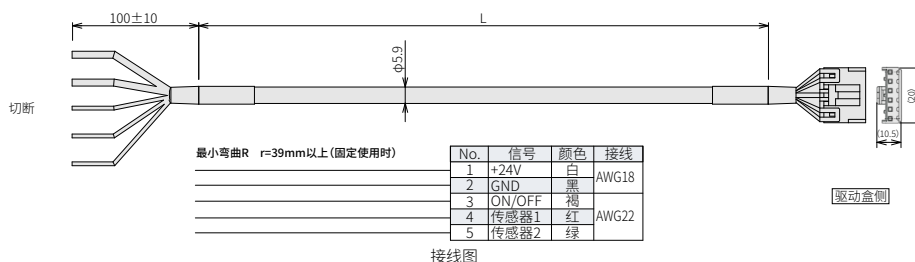 100±10
L
φ5.9
切断
(20)
(10.5)
最小弯曲R r=39mm以上(固定使用时)
No. 信号 颜色 接线
1 +24V 白 AWG18
2 GND 黑
3 ON/OFF 褐 AWG22
4 传感器1 红
5 传感器2 绿
驱动盒侧
接线图